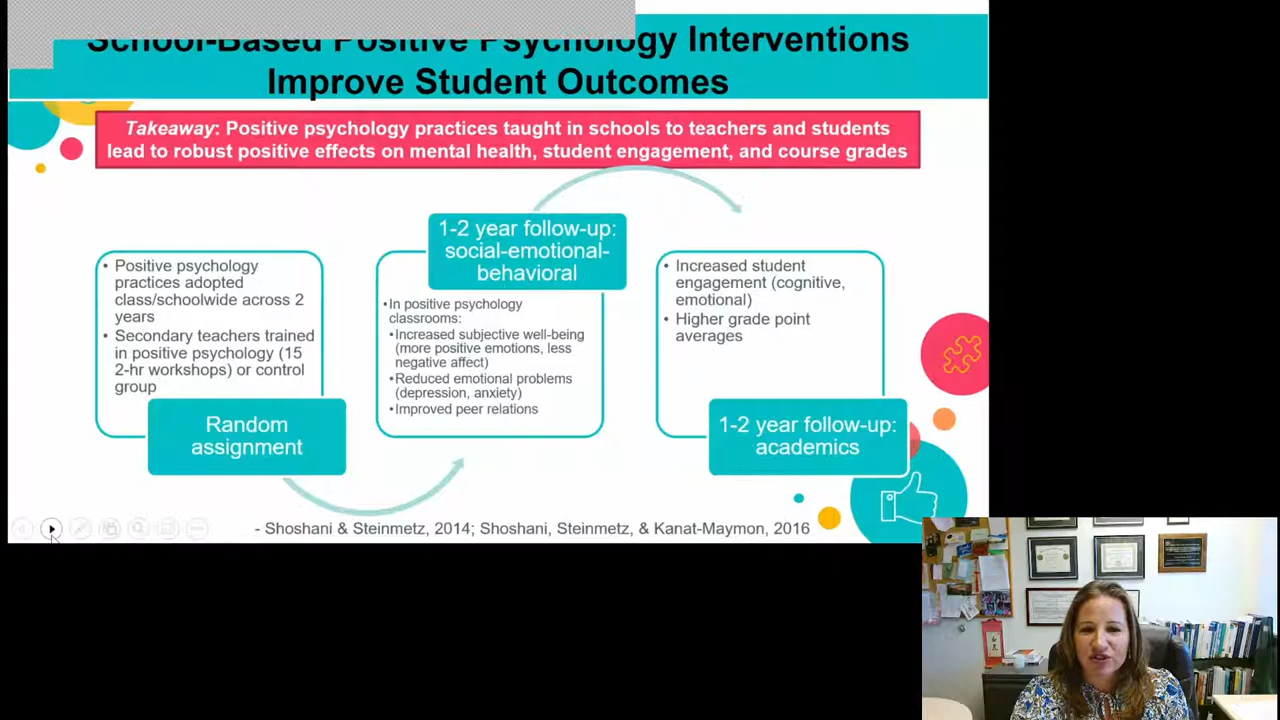 School-Based Positive Psychology Interventions
Improve Student Outcomes
Takeaway: Positive psychology practices taught in schools to teachers and students
lead to robust positive effects on mental health, student engagement, and course grades
• Positive psychology
practices adopted
class/schoolwide across 2
years
• Secondary teachers trained
in positive psychology (15
2-hr workshops) or control
group
Random
assignment
1-2 year follow-up:
social-emotional-
behavioral
• In positive psychology
classrooms:
• Increased subjective well-being
(more positive emotions, less
negative affect)
• Reduced emotional problems
(depression, anxiety)
• Improved peer relations
• Increased student
engagement (cognitive,
emotional)
• Higher grade point
averages
1-2 year follow-up:
academics
- Shoshani & Steinmetz, 2014; Shoshani, Steinmetz, & Kanat-Maymon, 2016